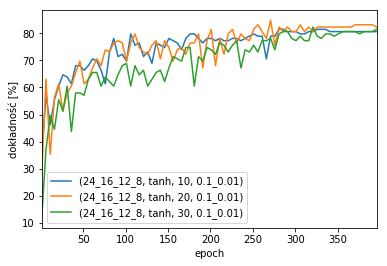 dokładność [%]
80
70
60
50
40
30
20
10
(24_16_12_8, tanh, 10, 0.1_0.01)
(24_16_12_8, tanh, 20, 0.1_0.01)
(24_16_12_8, tanh, 30, 0.1_0.01)
50 100 150 200 250 300 350
epoch